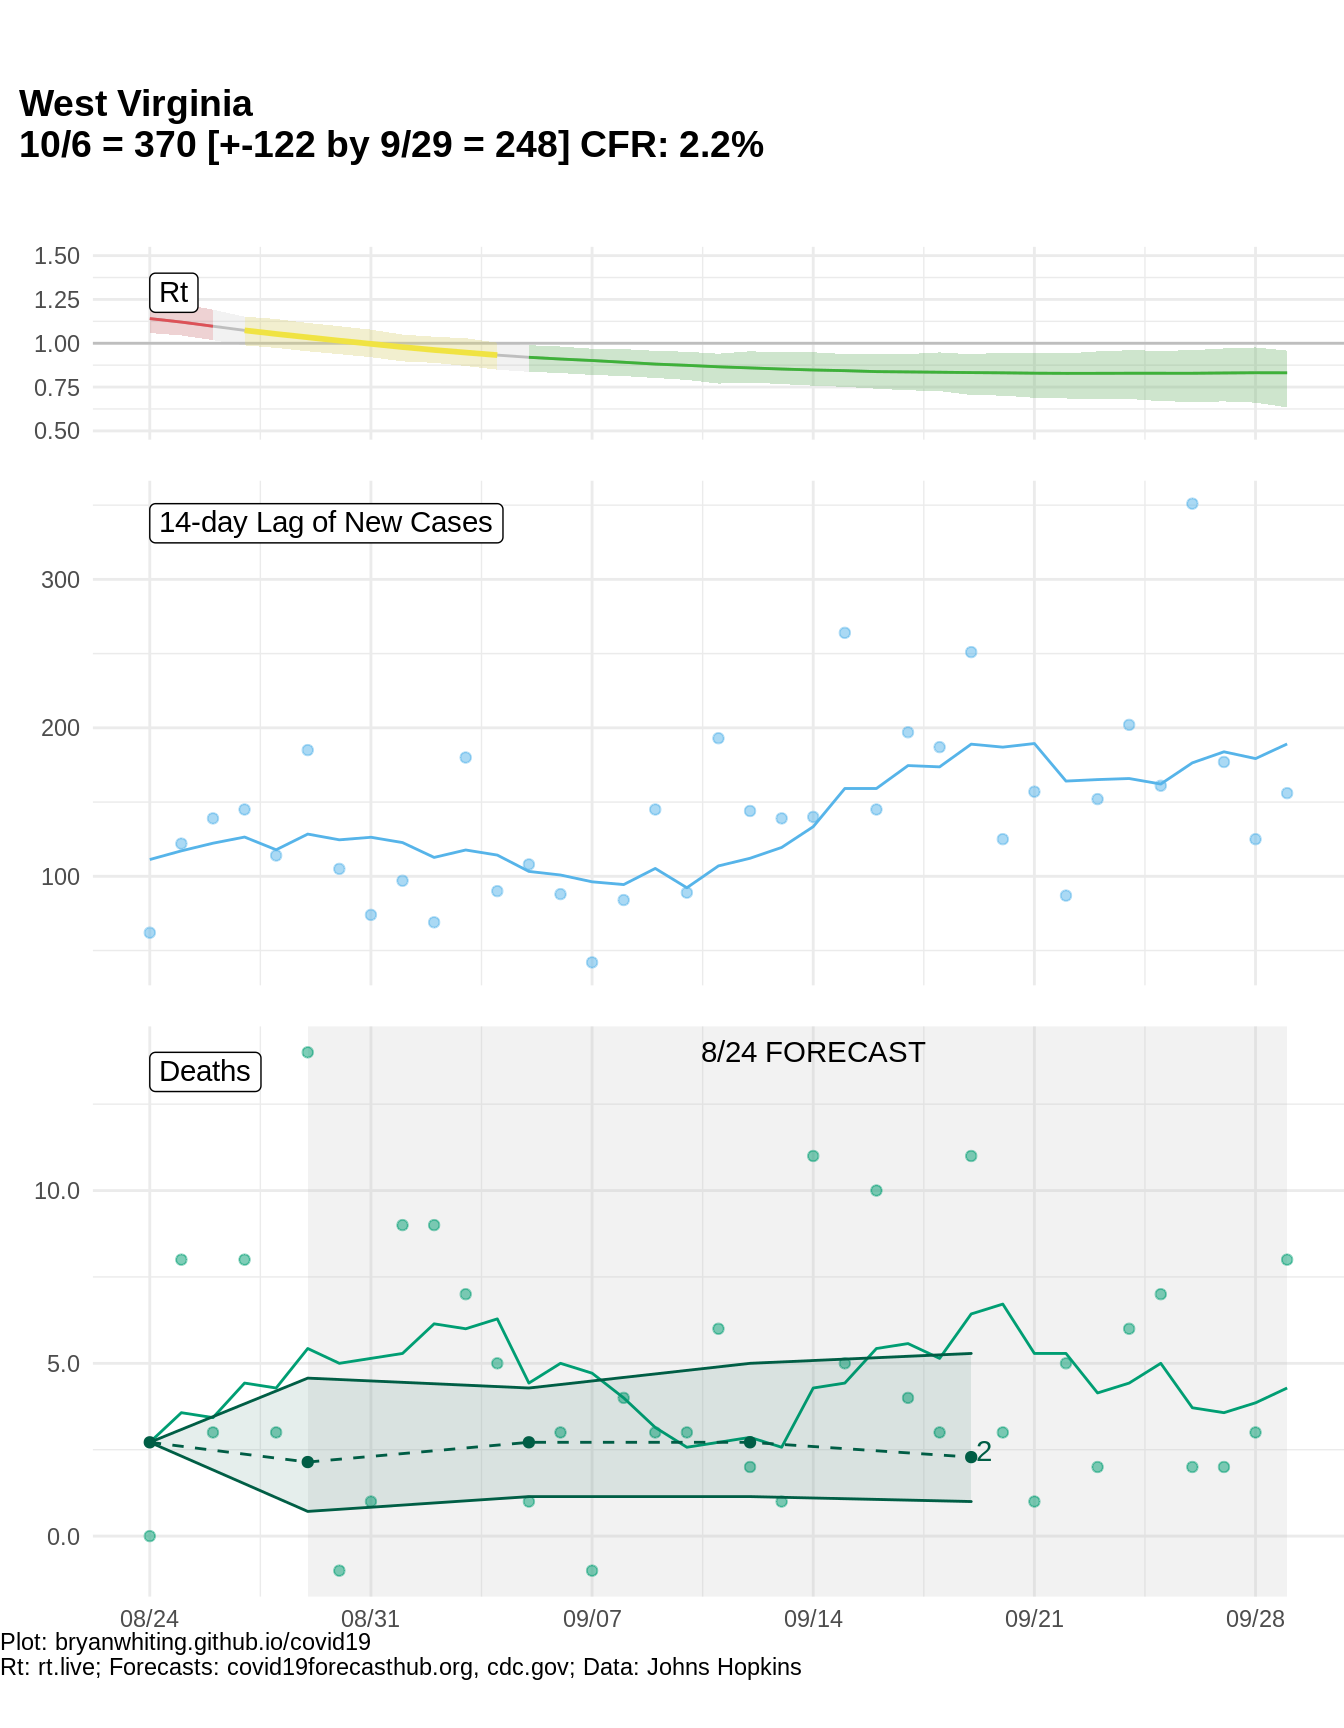 West Virginia
10/6 = 370 [+-122 by 9/29 = 248] CFR: 2.2%
1.50
1.25
1.00
0.75
0.50
Rt
14-day Lag of New Cases
300
200
100
Deaths
8/24 FORECAST
10.0
5.0
0.0
2
08/24 08/31 09/07 09/14 09/21 09/28
Plot: bryanwhiting.github.io/covid19
Rt: rt.live; Forecasts: covid19forecasthub.org, cdc.gov; Data: Johns Hopkins